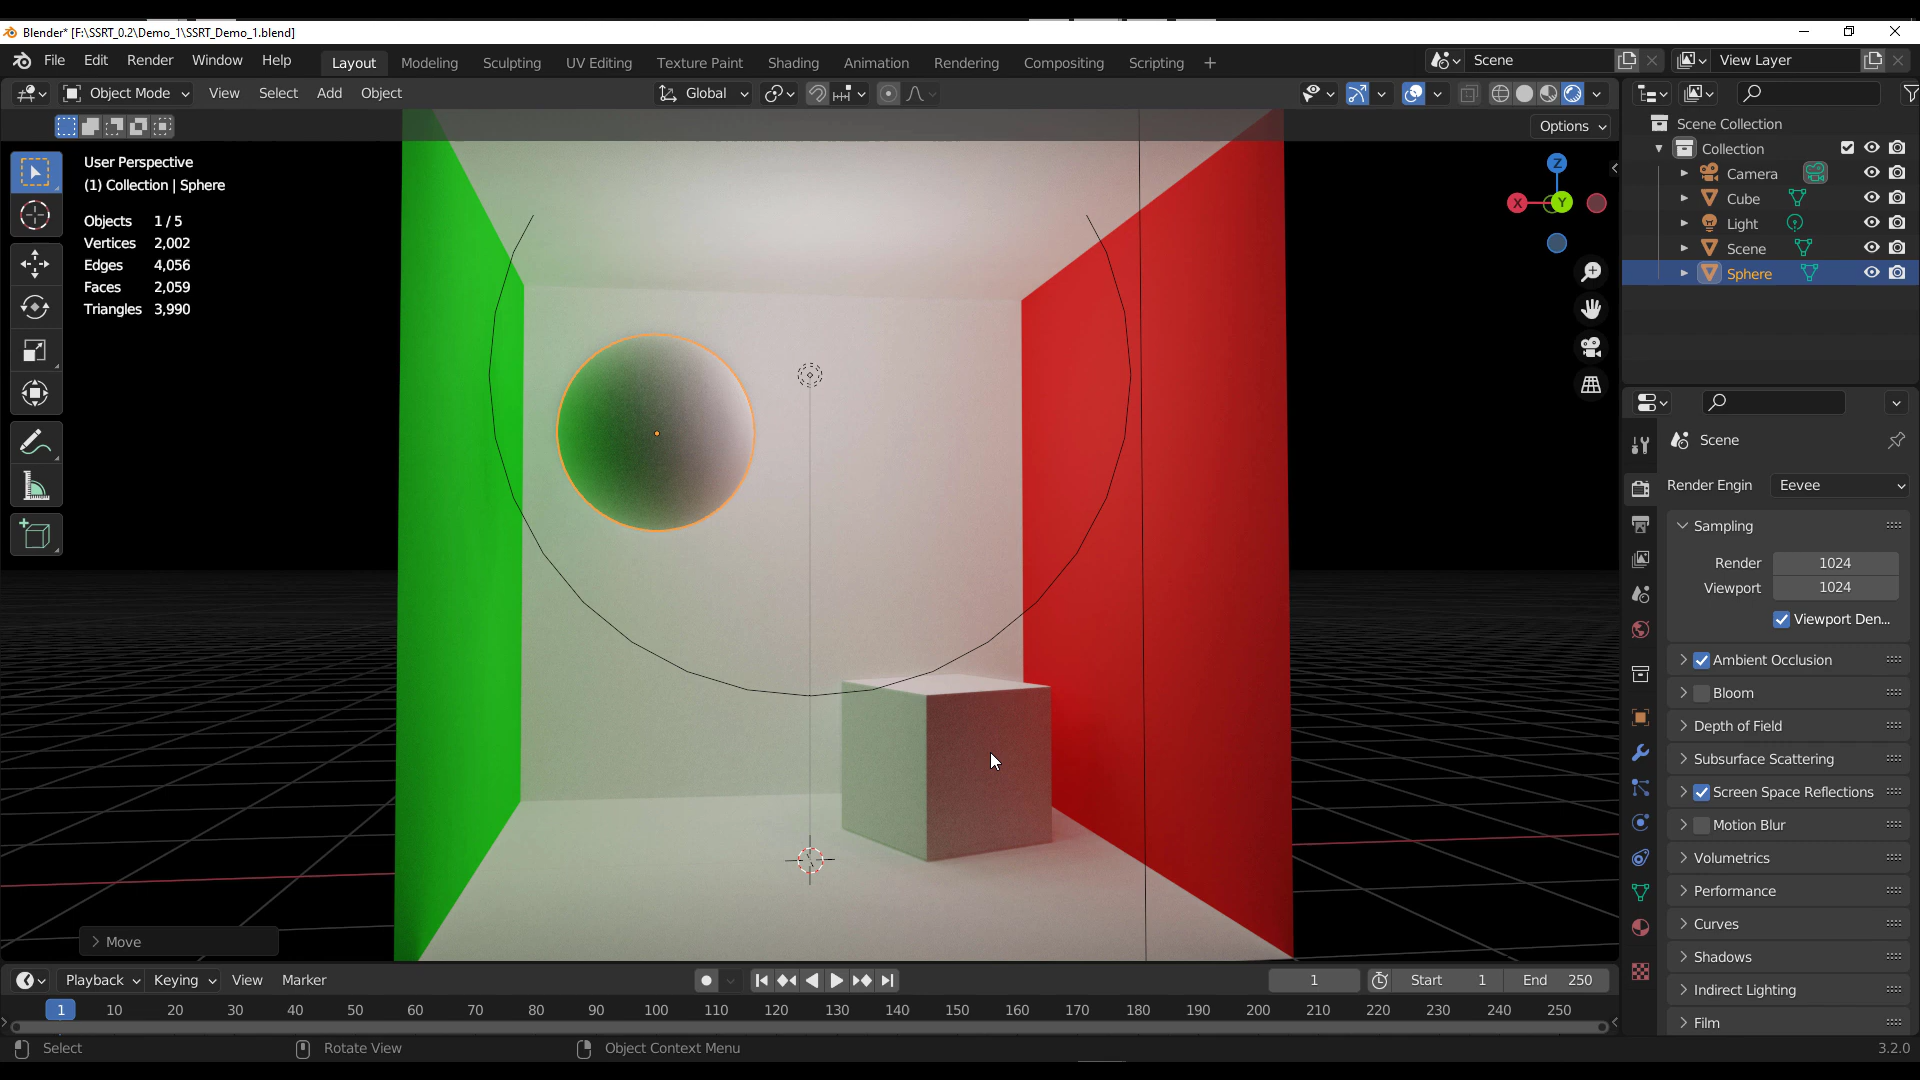 Blender* [F:\SSRT_0.2\Demo_1\SSRT_Demo_1.blend]
File Edit Render Window Help Layout Modeling Sculpting UV Editing Texture Paint Shading Animation Rendering Compositing Scripting + Scene View Layer
Object Mode View Select Add Object Global
Options
User Perspective
(1) Collection | Sphere
Objects 1 / 5
Vertices 2,002
Edges 4,056
Faces 2,059
Triangles 3,990
Z
X
Y
Move
Scene Collection
Collection
Camera
Cube
Light
Scene
Sphere
Scene
Render Engin Eevee
Sampling
Render 1024
Viewport 1024
Viewport Den...
Ambient Occlusion
Bloom
Depth of Field
Subsurface Scattering
Screen Space Reflections
Motion Blur
Volumetrics
Performance
Curves
Shadows
Indirect Lighting
Film
Playback Keying View Marker 1 Start 1 End 250
1 10 20 30 40 50 60 70 80 90 100 110 120 130 140 150 160 170 180 190 200 210 220 230 240 250
Select Rotate View Object Context Menu 3.2.0